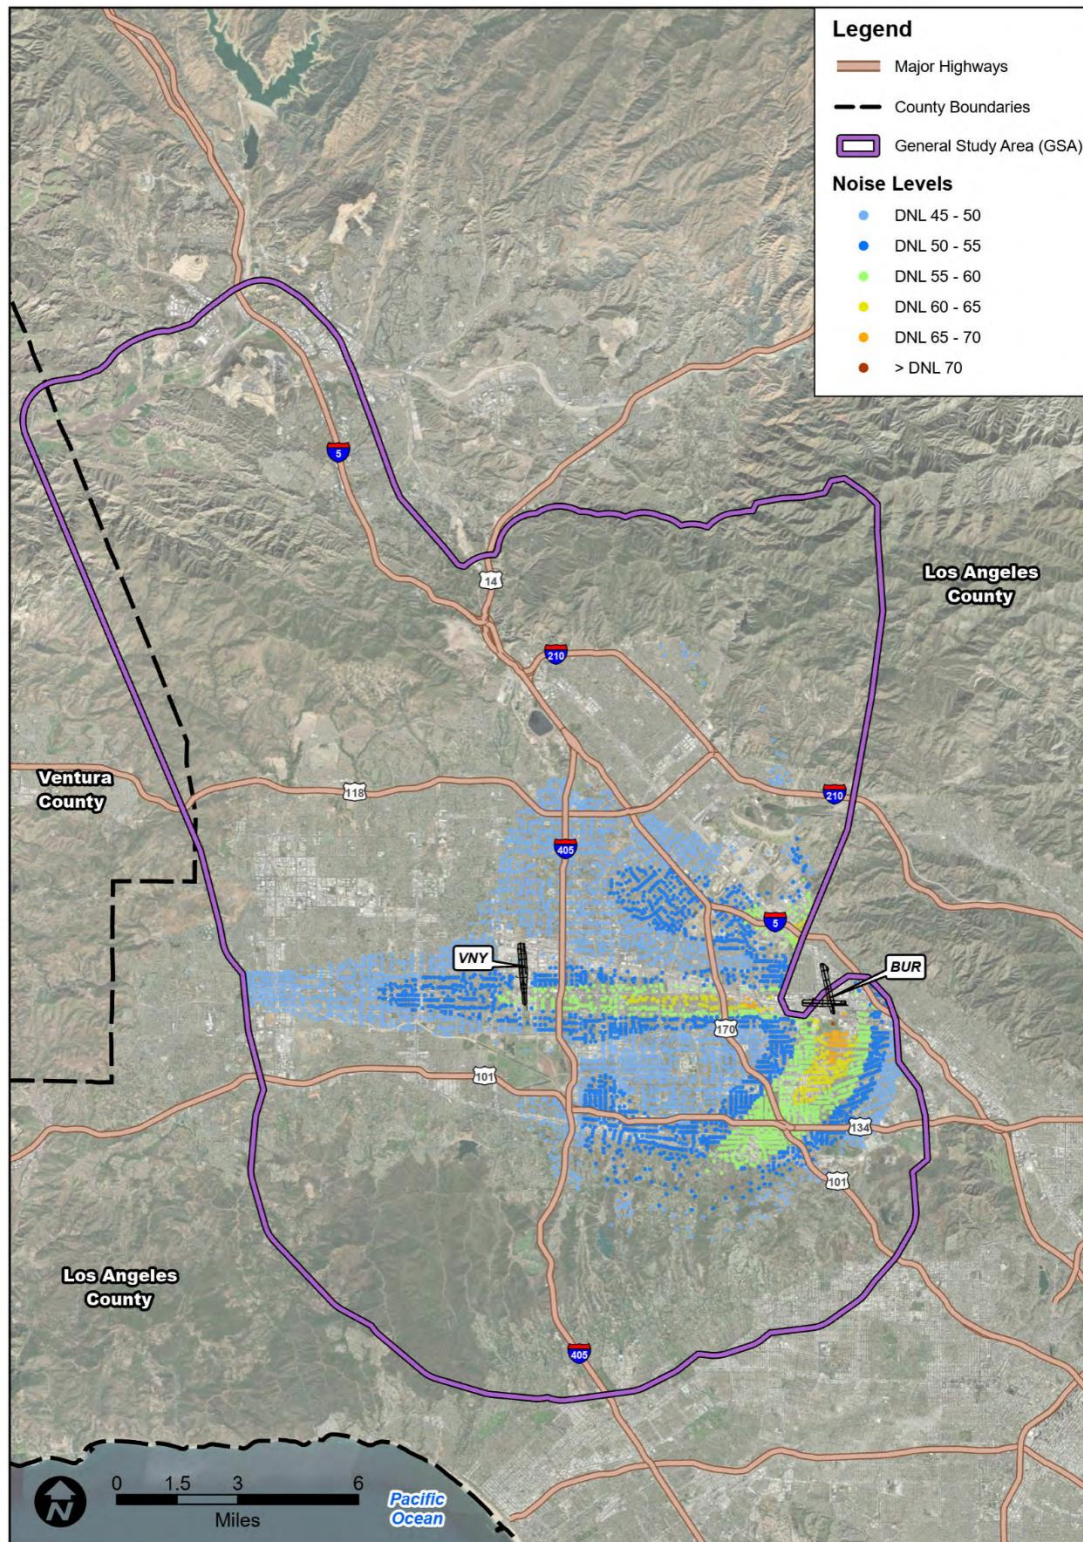 Legend
Major Highways
County Boundaries
General Study Area (GSA)
Noise Levels
DNL 45 - 50
DNL 50 - 55
DNL 55 - 60
DNL 60 - 65
DNL 65 - 70
> DNL 70
5
14
Los Angeles
County
210
Ventura
County
118
210
405
5
VNY
BUR
170
101
134
101
Los Angeles
County
405
N
0 1.5 3 6
Miles
Pacific
Ocean